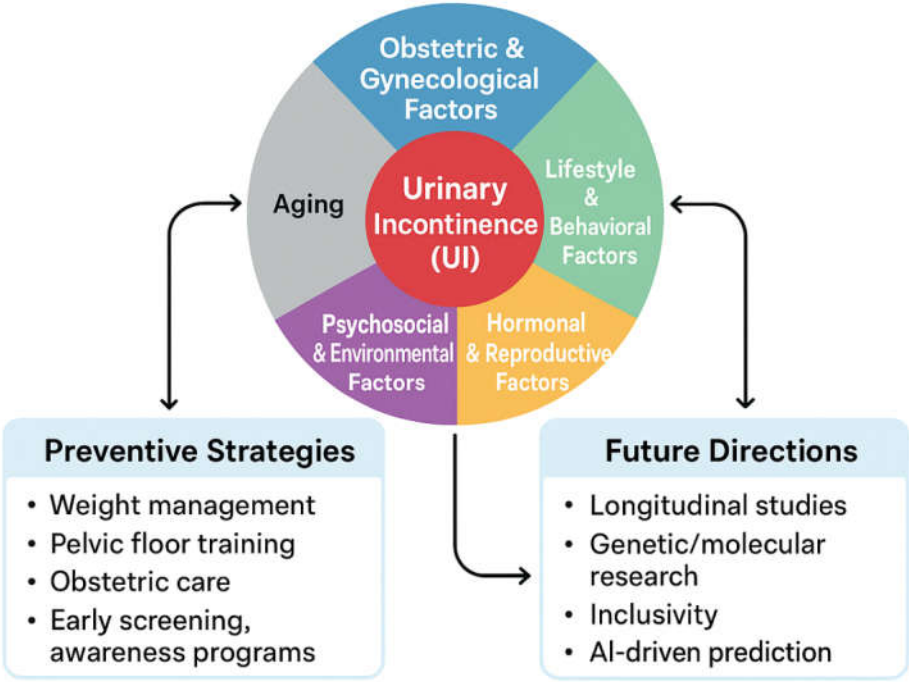 Obstetric &
Gynecological
Factors
Aging
Urinary
Incontinence
(UI)
Lifestyle
&
Behavioral
Factors
Psychosocial
& Environmental
Factors
Hormonal
& Reproductive
Factors
Preventive Strategies
• Weight management
• Pelvic floor training
• Obstetric care
• Early screening,
awareness programs
Future Directions
• Longitudinal studies
• Genetic/molecular
research
• Inclusivity
• AI-driven prediction